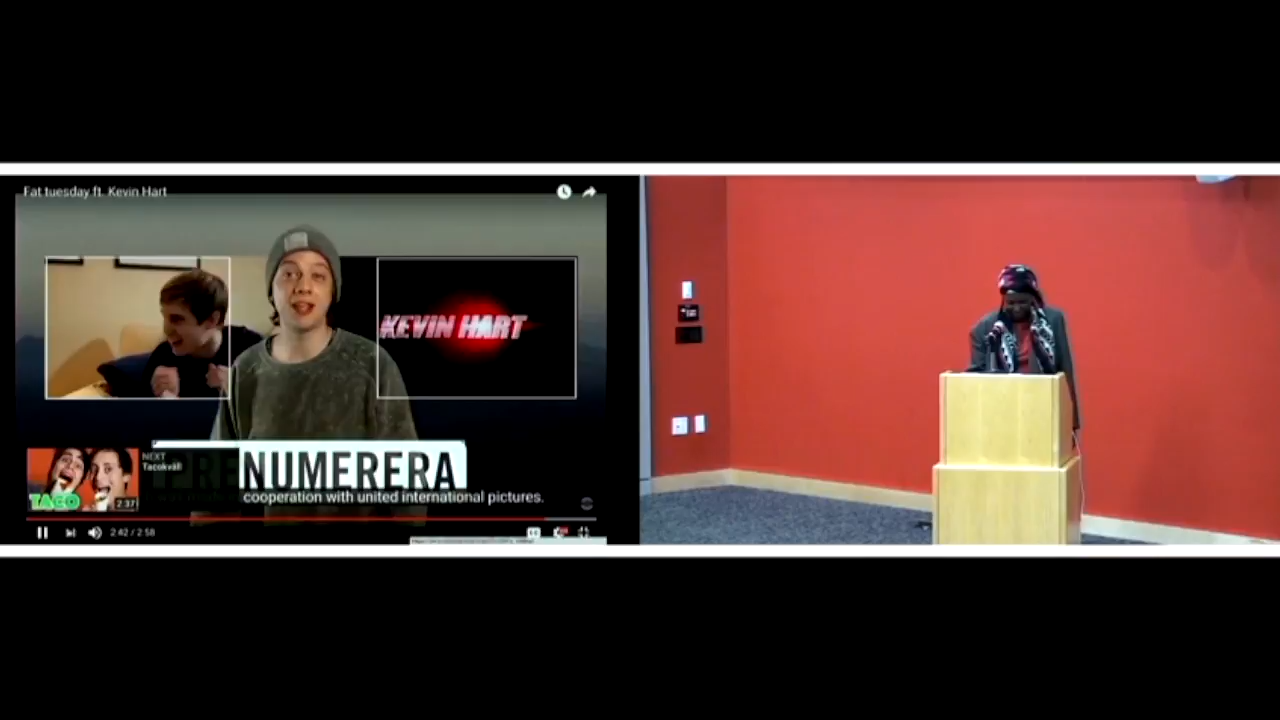 Fat tuesday ft. Kevin Hart
KEVIN HART
NEXT
Tacokväll
PRENUMERERA
cooperation with united international pictures.
TACO
2:37
2:42 / 2:58